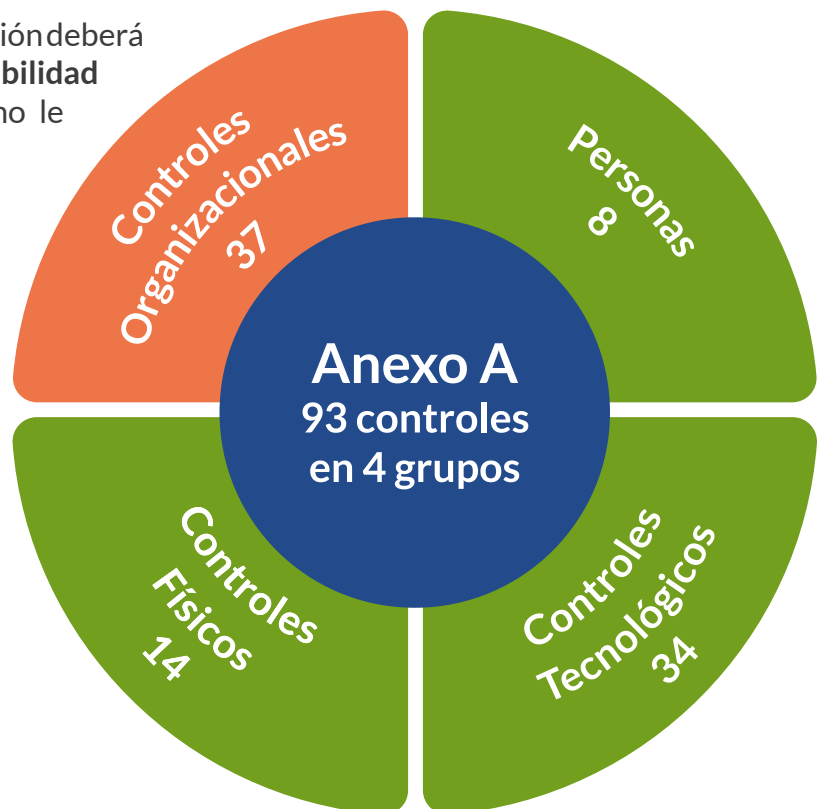 ión deberá
bilidad
no le
Controles
Organizacionales
37
Personas
8
Anexo A
93 controles
en 4 grupos
Controles
Físicos
14
Controles
Tecnológicos
34